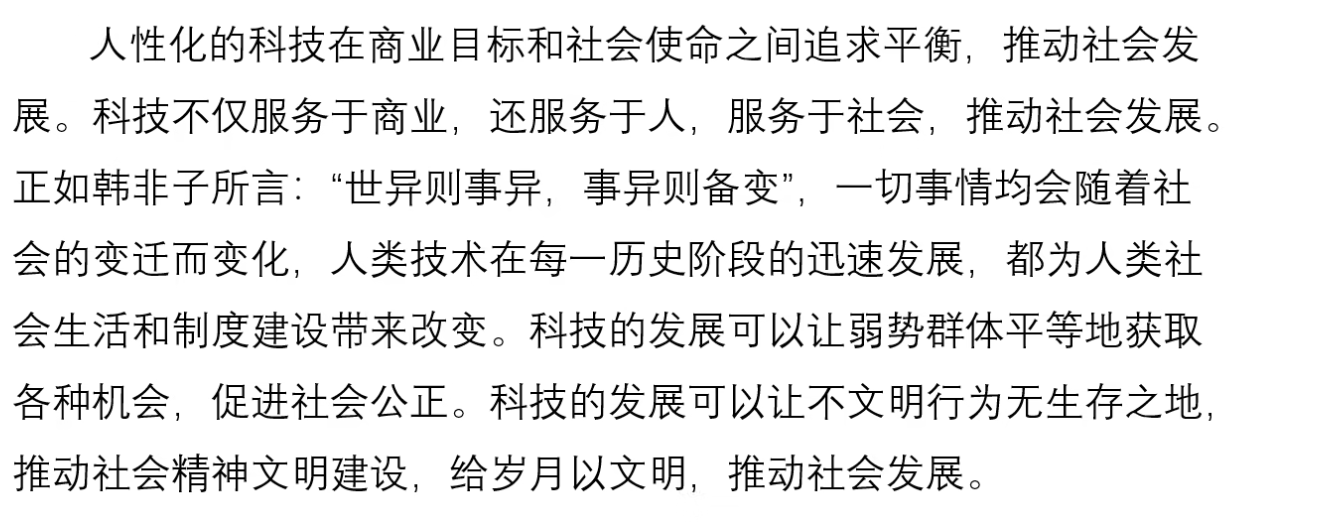 人性化的科技在商业目标和社会使命之间追求平衡，推动社会发
展。科技不仅服务于商业，还服务于人，服务于社会，推动社会发展。
正如韩非子所言：“世异则事异，事异则备变”，一切事情均会随着社
会的变迁而变化，人类技术在每一历史阶段的迅速发展，都为人类社
会生活和制度建设带来改变。科技的发展可以让弱势群体平等地获取
各种机会，促进社会公正。科技的发展可以让不文明行为无生存之地，
推动社会精神文明建设，给岁月以文明，推动社会发展。